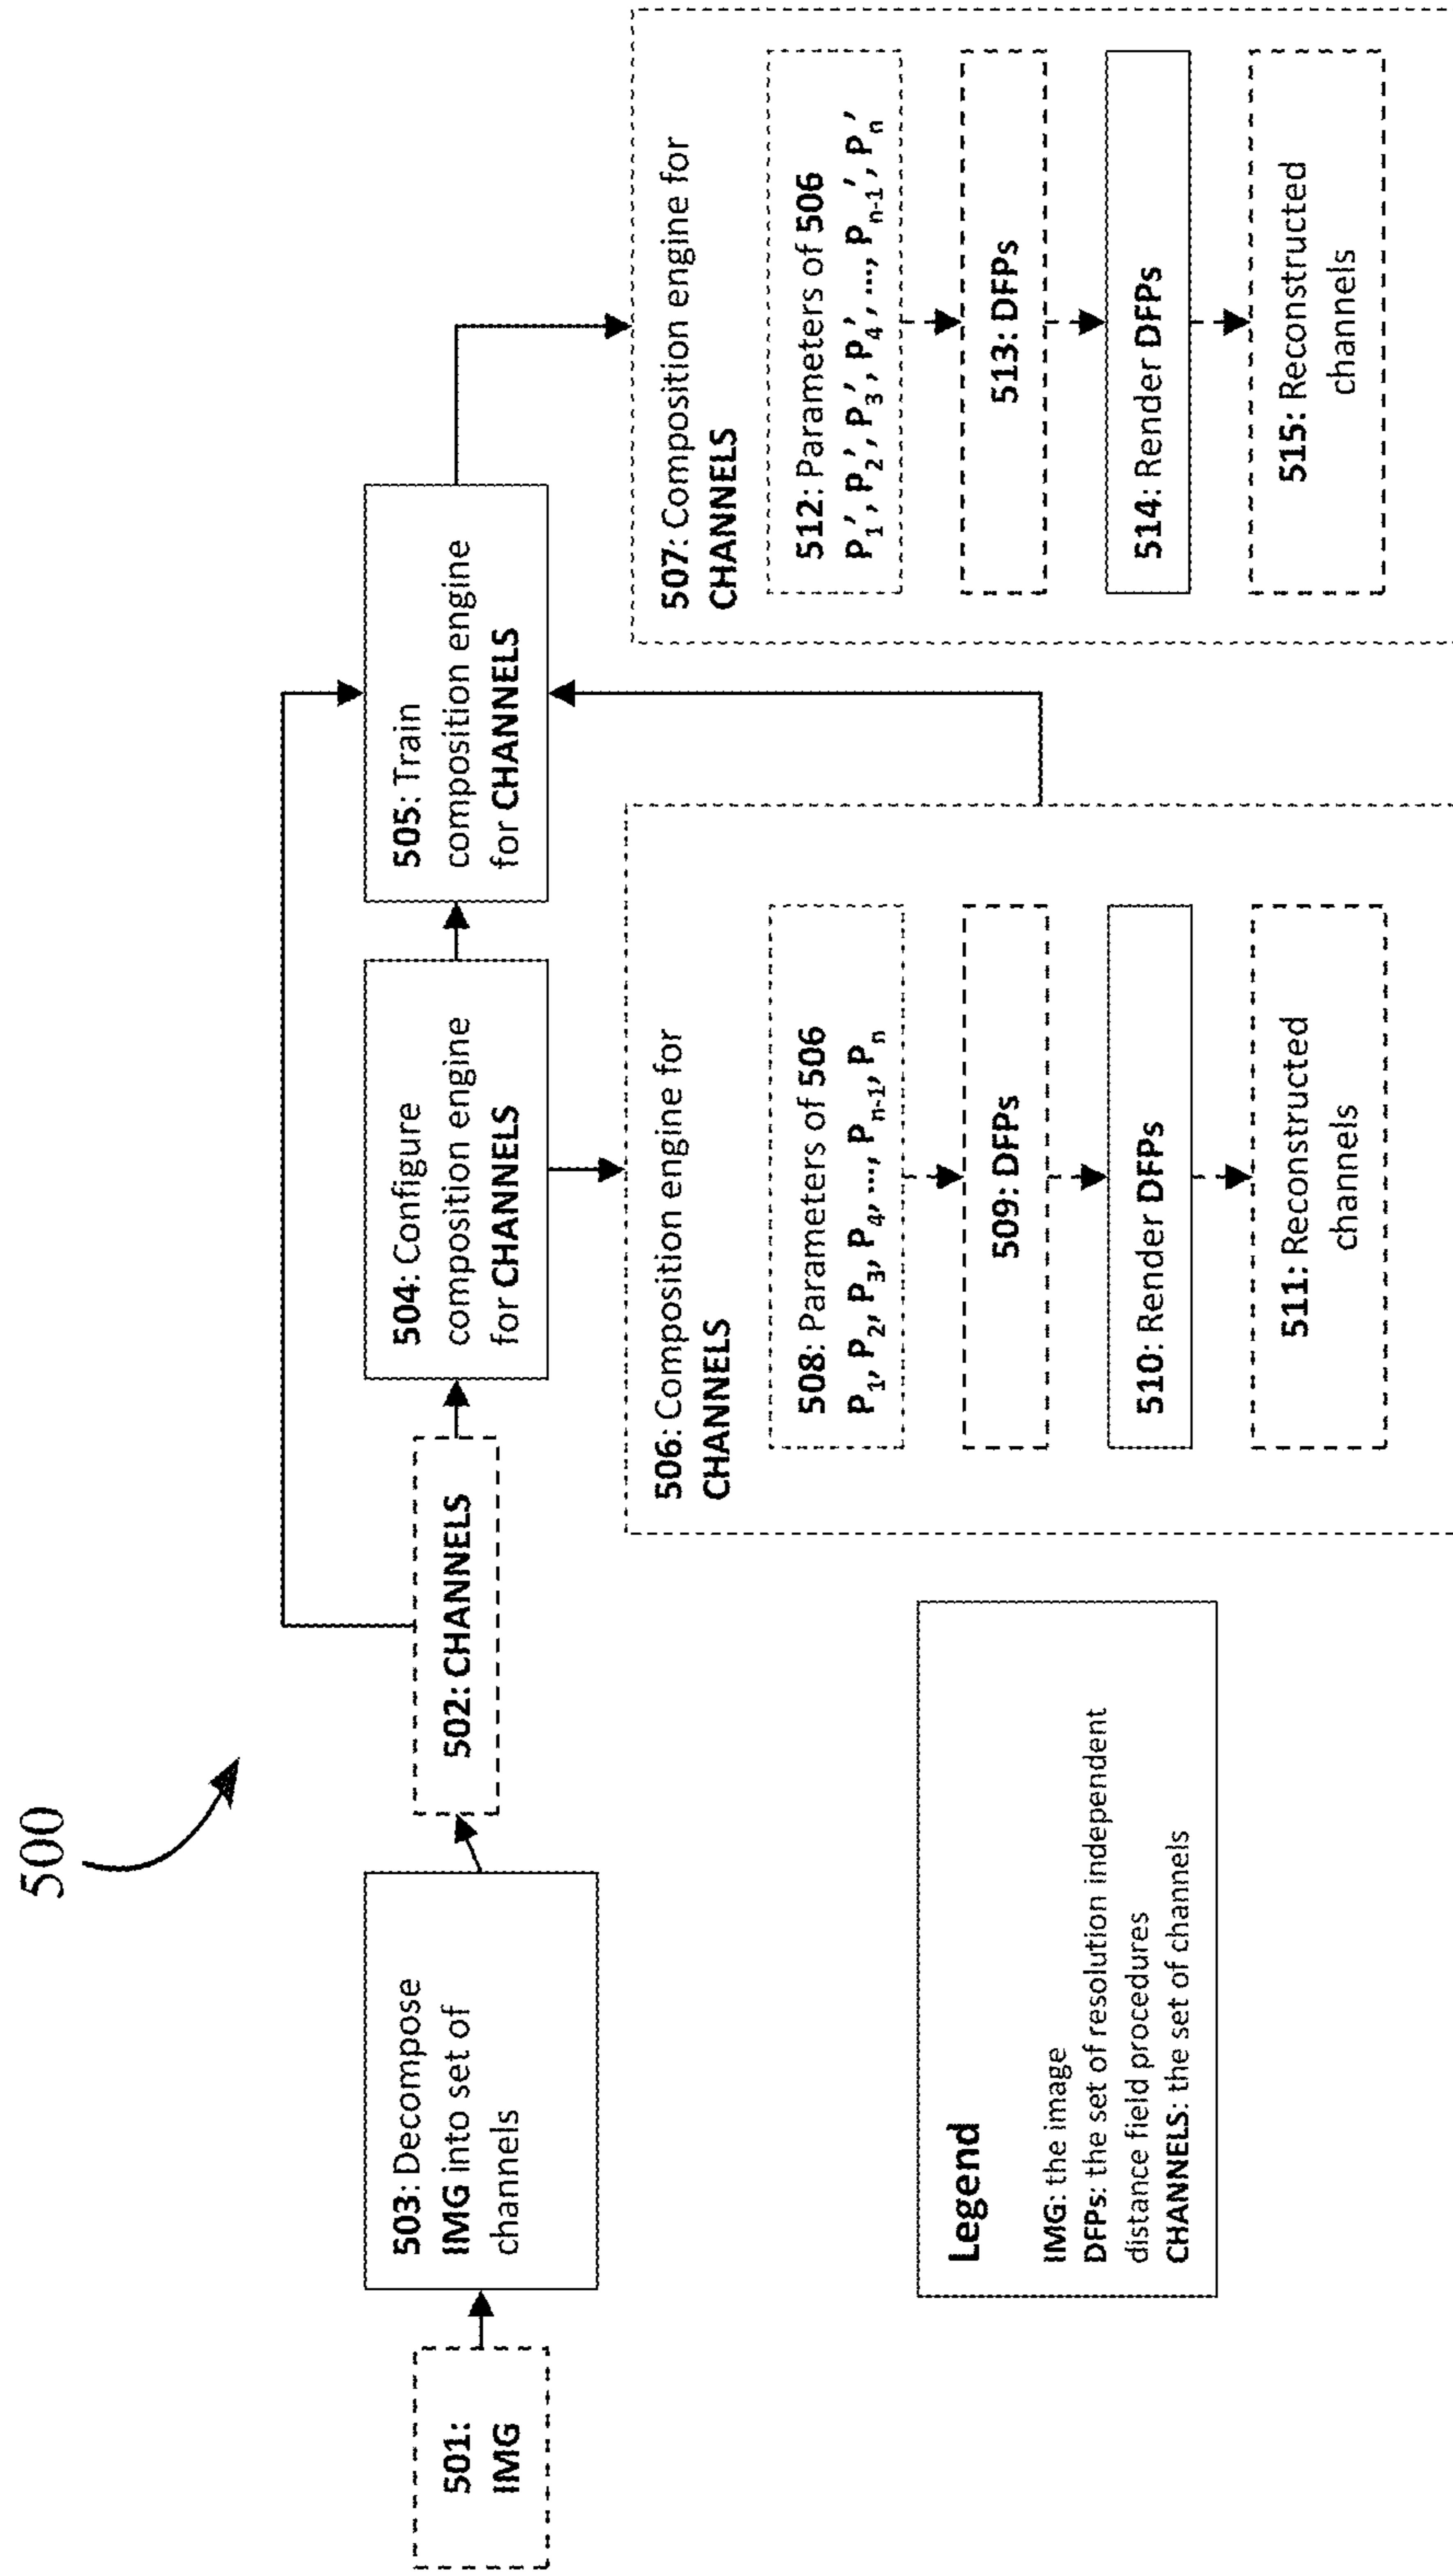 500
501:
IMG
503: Decompose
IMG into set of
channels
502: CHANNELS
504: Configure
composition engine
for CHANNELS
505: Train
composition engine
for CHANNELS
506: Composition engine for
CHANNELS
508: Parameters of 506
P1, P2, P3, P4, ..., Pn-1, Pn
509: DFPs
510: Render DFPs
511: Reconstructed
channels
507: Composition engine for
CHANNELS
512: Parameters of 506
P1', P2', P3', P4', ..., Pn-1', Pn'
513: DFPs
514: Render DFPs
515: Reconstructed
channels
Legend
IMG: the image
DFPs: the set of resolution independent
distance field procedures
CHANNELS: the set of channels